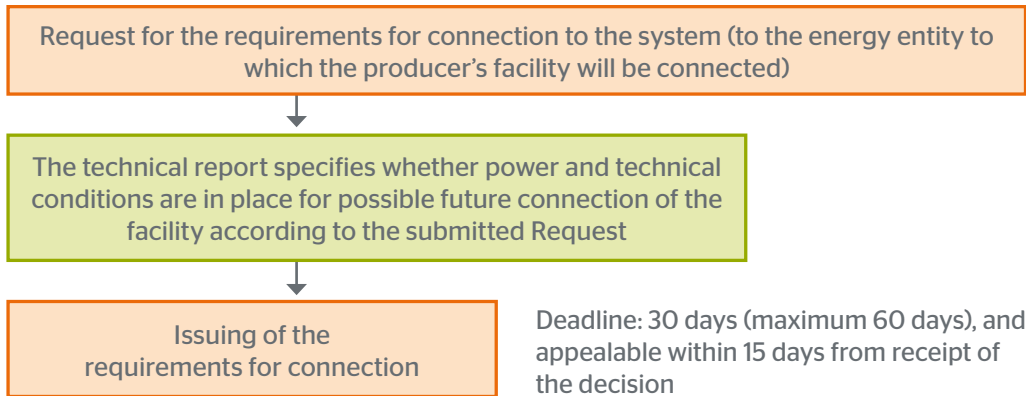 Request for the requirements for connection to the system (to the energy entity to
which the producer's facility will be connected)
The technical report specifies whether power and technical
conditions are in place for possible future connection of the
facility according to the submitted Request
Issuing of the
requirements for connection
Deadline: 30 days (maximum 60 days), and
appealable within 15 days from receipt of
the decision